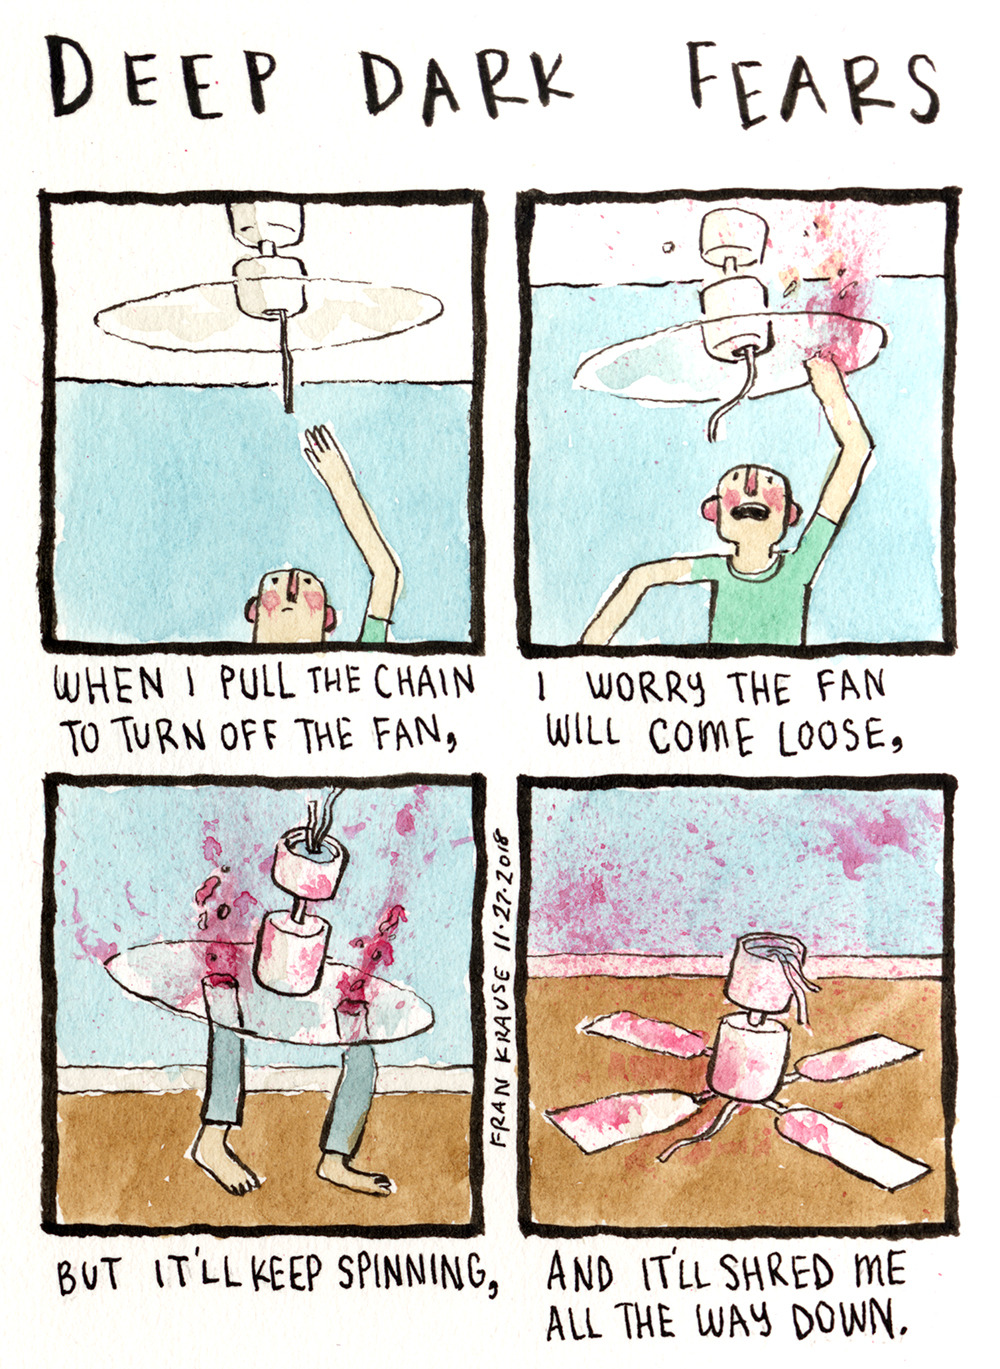 DEEP DARK FEARS
WHEN I PULL THE CHAIN
TO TURN OFF THE FAN,
I WORRY THE FAN
WILL COME LOOSE,
BUT IT'LL KEEP SPINNING,
AND IT'LL SHRED ME
ALL THE WAY DOWN.
FRAN KRAUSE 11·27·2018